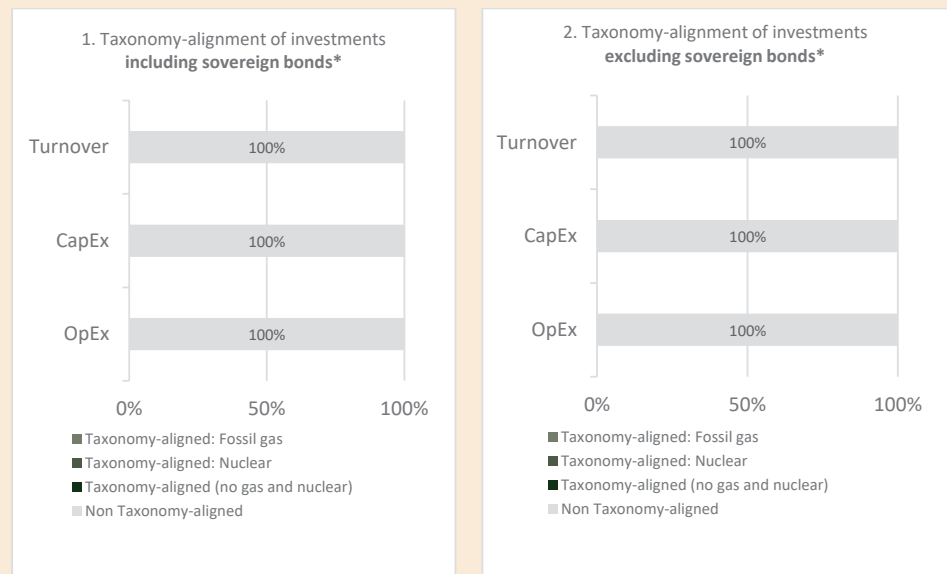 1. Taxonomy-alignment of investments
including sovereign bonds*
Turnover
100%
CapEx
100%
OpEx
100%
0%
50%
100%
Taxonomy-aligned: Fossil gas
Taxonomy-aligned: Nuclear
Taxonomy-aligned (no gas and nuclear)
Non Taxonomy-aligned
2. Taxonomy-alignment of investments
excluding sovereign bonds*
Turnover
100%
CapEx
100%
OpEx
100%
0%
50%
100%
Taxonomy-aligned: Fossil gas
Taxonomy-aligned: Nuclear
Taxonomy-aligned (no gas and nuclear)
Non Taxonomy-aligned